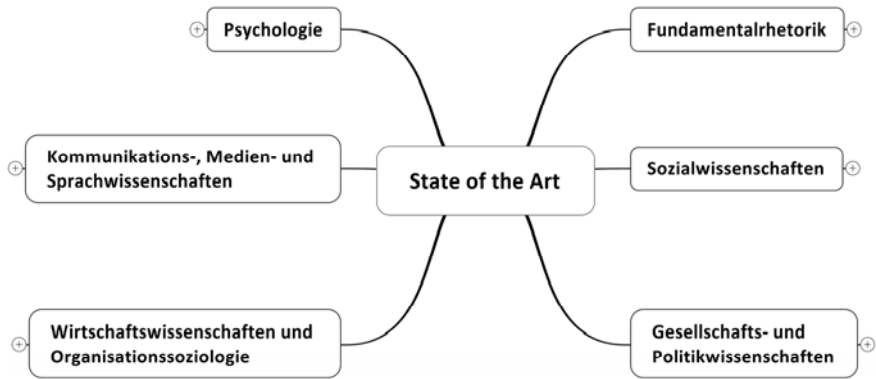 Psychologie
Fundamentalrhetorik
Kommunikations-, Medien- und
Sprachwissenschaften
State of the Art
Sozialwissenschaften
Wirtschaftswissenschaften und
Organisationssoziologie
Gesellschafts- und
Politikwissenschaften